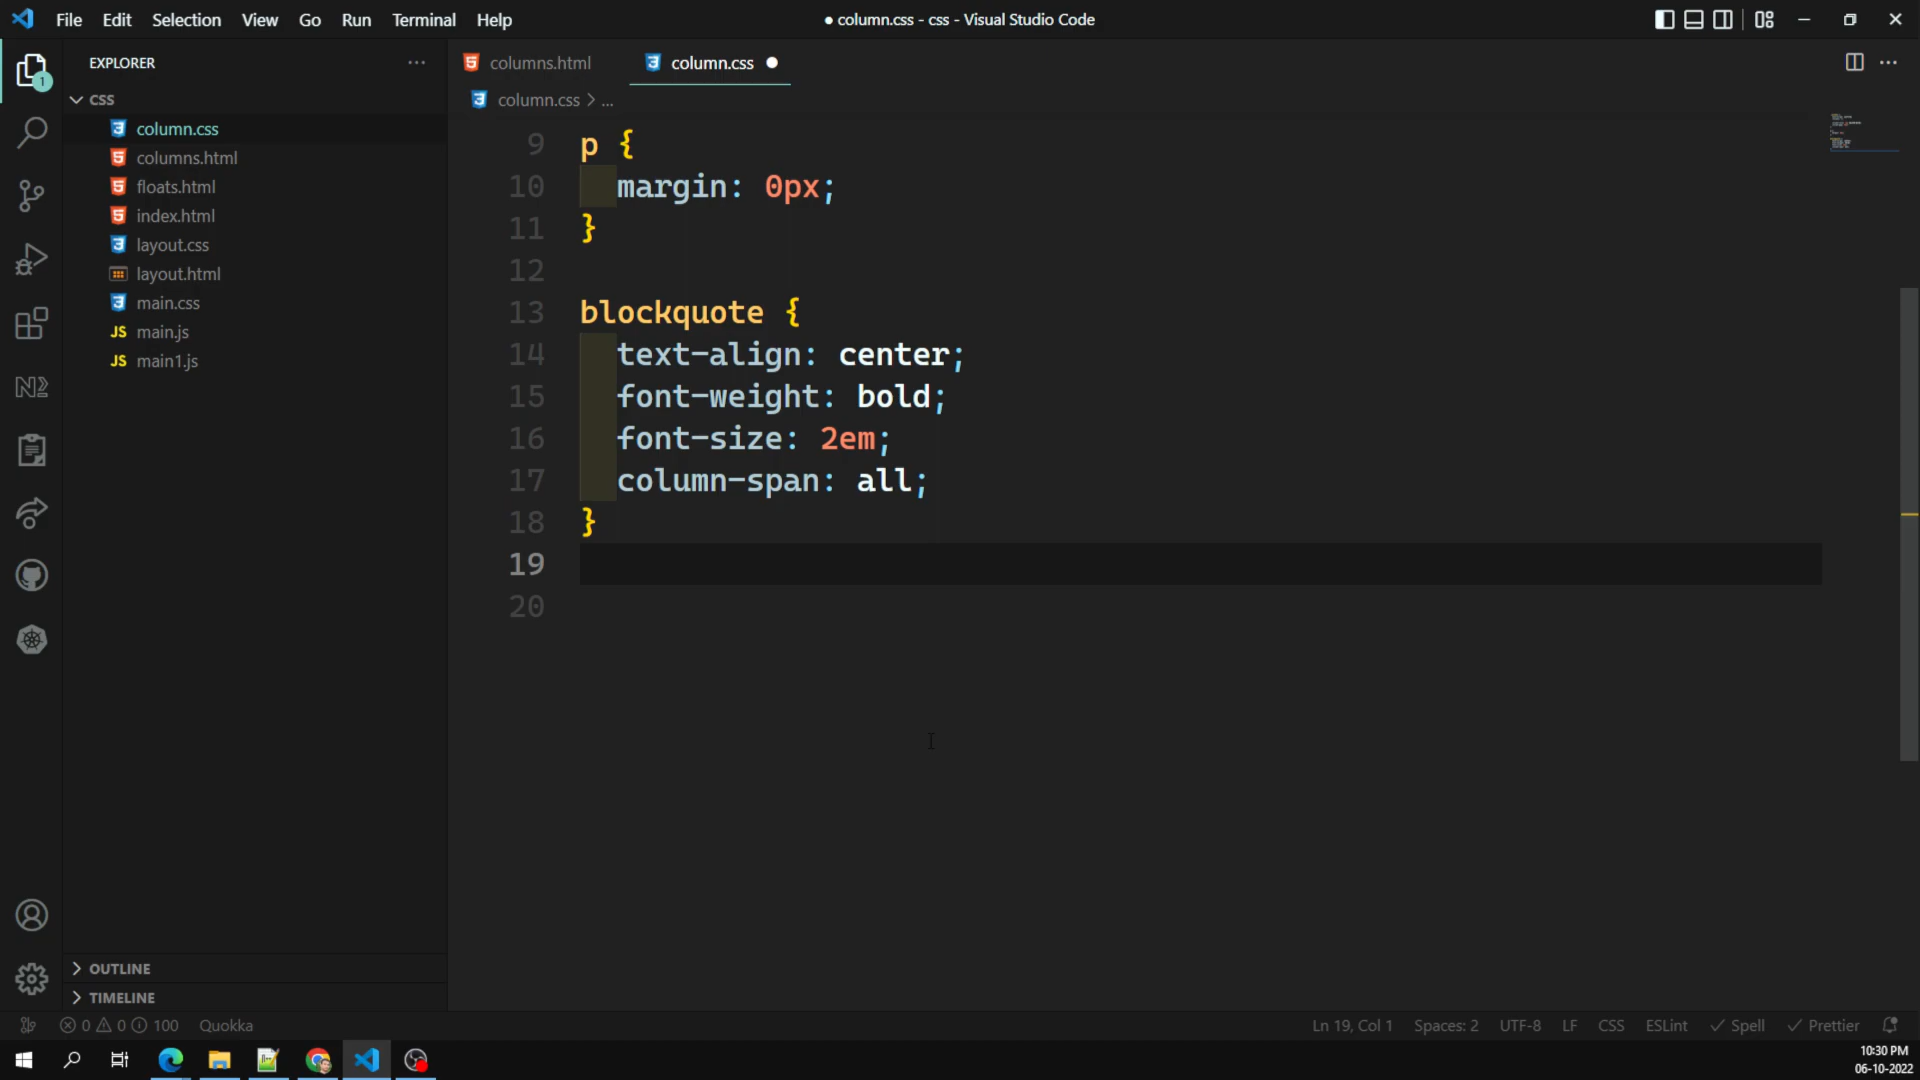 File Edit Selection View Go Run Terminal Help
● column.css - css - Visual Studio Code
EXPLORER
1
CSS
column.css
columns.html
floats.html
index.html
layout.css
layout.html
main.css
JS main.js
JS main1.js
OUTLINE
TIMELINE
columns.html
column.css ●
column.css > ...
9 p {
10 margin: 0px;
11 }
12
13 blockquote {
14 text-align: center;
15 font-weight: bold;
16 font-size: 2em;
17 column-span: all;
18 }
19
20
0 0 100 Quokka
Ln 19, Col 1 Spaces: 2 UTF-8 LF CSS ESLint ✓ Spell ✓ Prettier
10:30 PM
06-10-2022